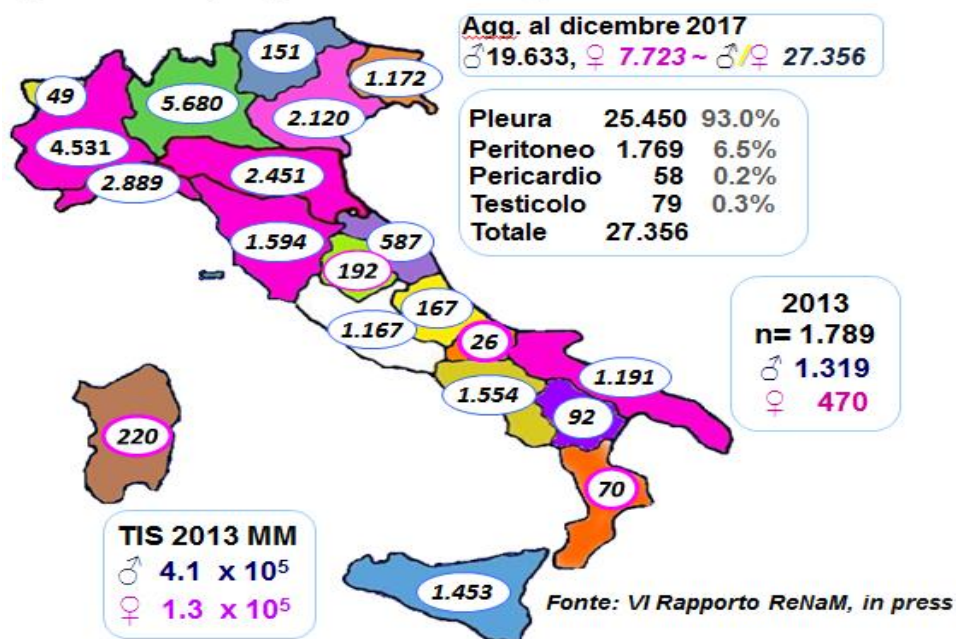 Agg. al dicembre 2017
♂19.633, ♀ 7.723 ~ ♂/♀ 27.356
151
1.172
49
5.680
2.120
4.531
2.889
2.451
Pleura 25.450 93.0%
Peritoneo 1.769 6.5%
Pericardio 58 0.2%
Testicolo 79 0.3%
Totale 27.356
1.594
587
192
167
1.167
26
2013
n= 1.789
♂ 1.319
♀ 470
1.191
1.554
92
220
70
TIS 2013 MM
♂ 4.1 x 10⁵
♀ 1.3 x 10⁵
1.453
Fonte: VI Rapporto ReNaM, in press